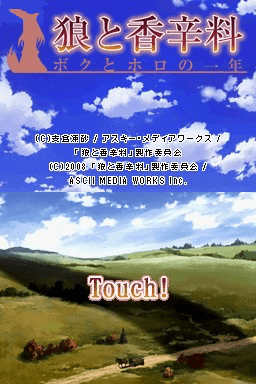 狼と香辛料
ボクとホロの一年
(C)支倉凍砂 / アスキー・メディアワークス /
「狼と香辛料」製作委員会
(C)2008 「狼と香辛料」製作委員会 /
ASCII MEDIA WORKS Inc.
Touch!